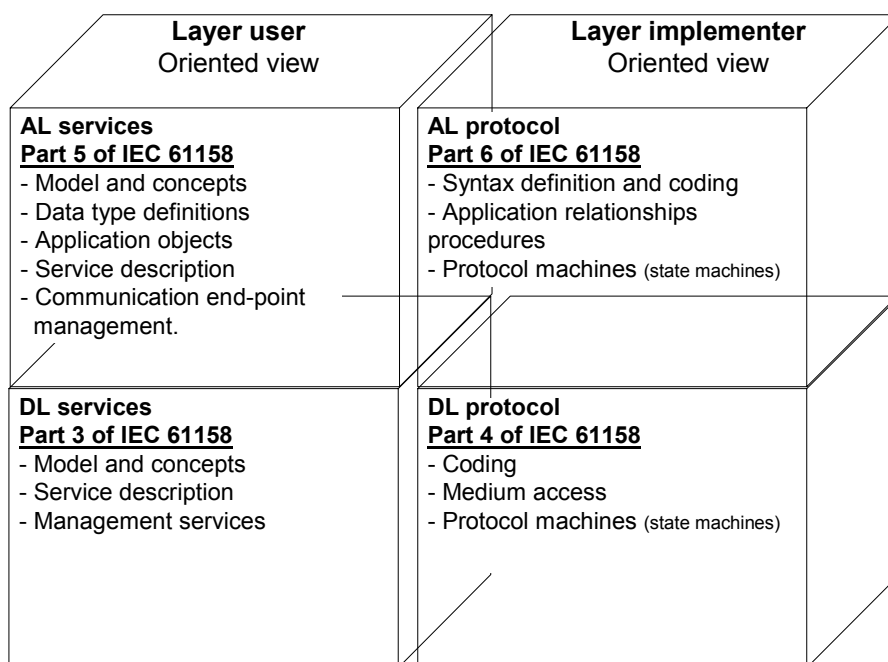 Layer user
Oriented view
Layer implementer
Oriented view
AL services
Part 5 of IEC 61158
- Model and concepts
- Data type definitions
- Application objects
- Service description
- Communication end-point
management.
AL protocol
Part 6 of IEC 61158
- Syntax definition and coding
- Application relationships
procedures
- Protocol machines (state machines)
DL services
Part 3 of IEC 61158
- Model and concepts
- Service description
- Management services
DL protocol
Part 4 of IEC 61158
- Coding
- Medium access
- Protocol machines (state machines)